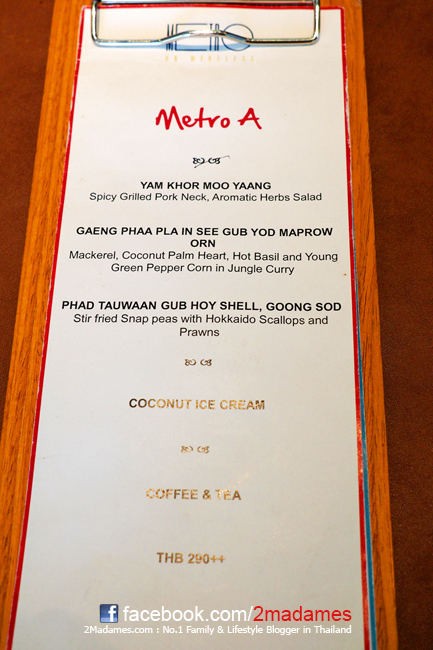 ON WIRELESS
Metro A
YAM KHOR MOO YAANG
Spicy Grilled Pork Neck, Aromatic Herbs Salad
GAENG PHAA PLA IN SEE GUB YOD MAPROW
ORN
Mackerel, Coconut Palm Heart, Hot Basil and Young
Green Pepper Corn in Jungle Curry
PHAD TAUWAAN GUB HOY SHELL, GOONG SOD
Stir fried Snap peas with Hokkaido Scallops and
Prawns
COCONUT ICE CREAM
COFFEE & TEA
THB 290++
facebook.com/2madames
2Madames.com : No.1 Family & Lifestyle Blogger in Thailand